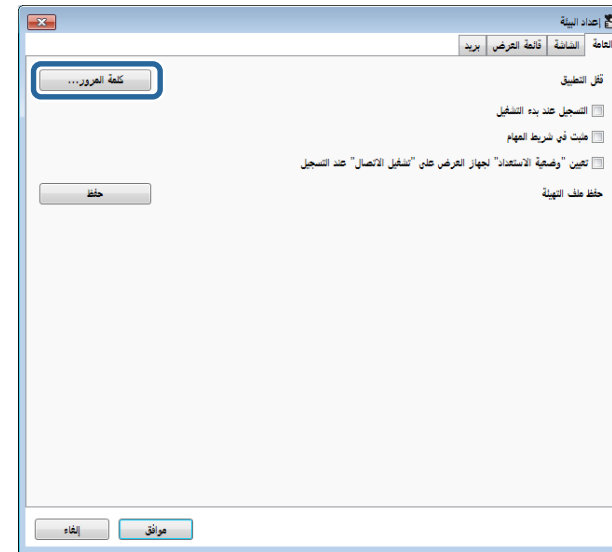 إعداد البيئة
العامة الشاشة قائمة العرض بريد
قفل التطبيق كلمة المرور...
التسجيل عند بدء التشغيل
مثبت في شريط المهام
تعيين "وضعية الاستعداد" لجهاز العرض على "تشغيل الاتصال" عند التسجيل
حفظ ملف التهيئة حفظ
موافق إلغاء